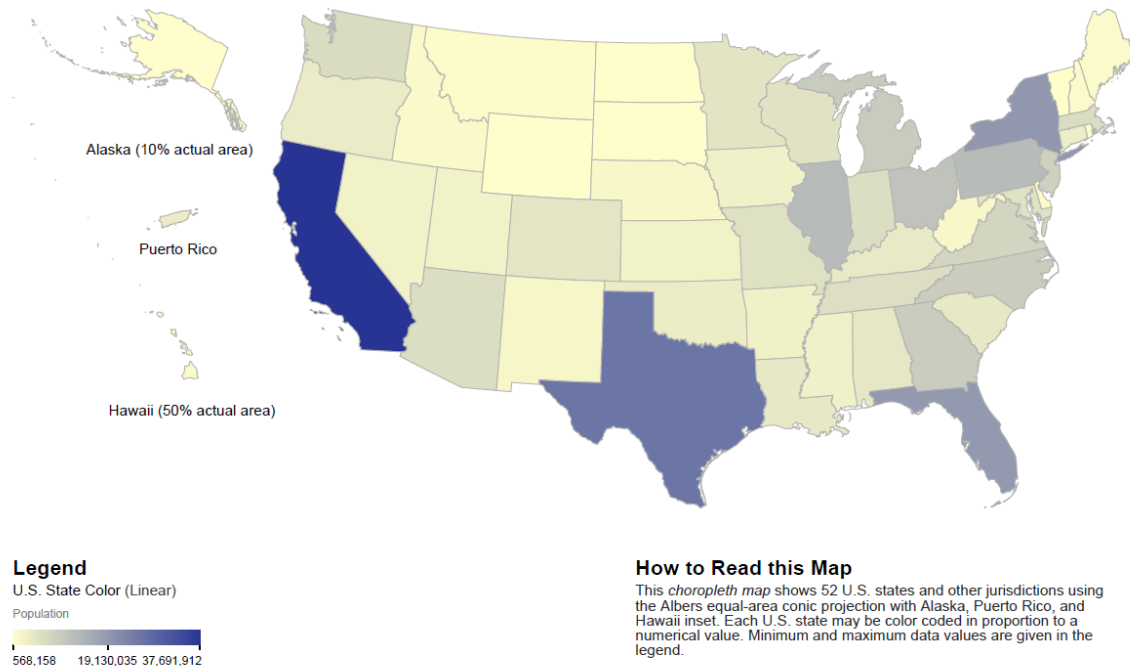 Alaska (10% actual area)
Puerto Rico
Hawaii (50% actual area)
Legend
U.S. State Color (Linear)
Population
568,158 19,130,035 37,691,912
How to Read this Map
This choropleth map shows 52 U.S. states and other jurisdictions using
the Albers equal-area conic projection with Alaska, Puerto Rico, and
Hawaii inset. Each U.S. state may be color coded in proportion to a
numerical value. Minimum and maximum data values are given in the
legend.